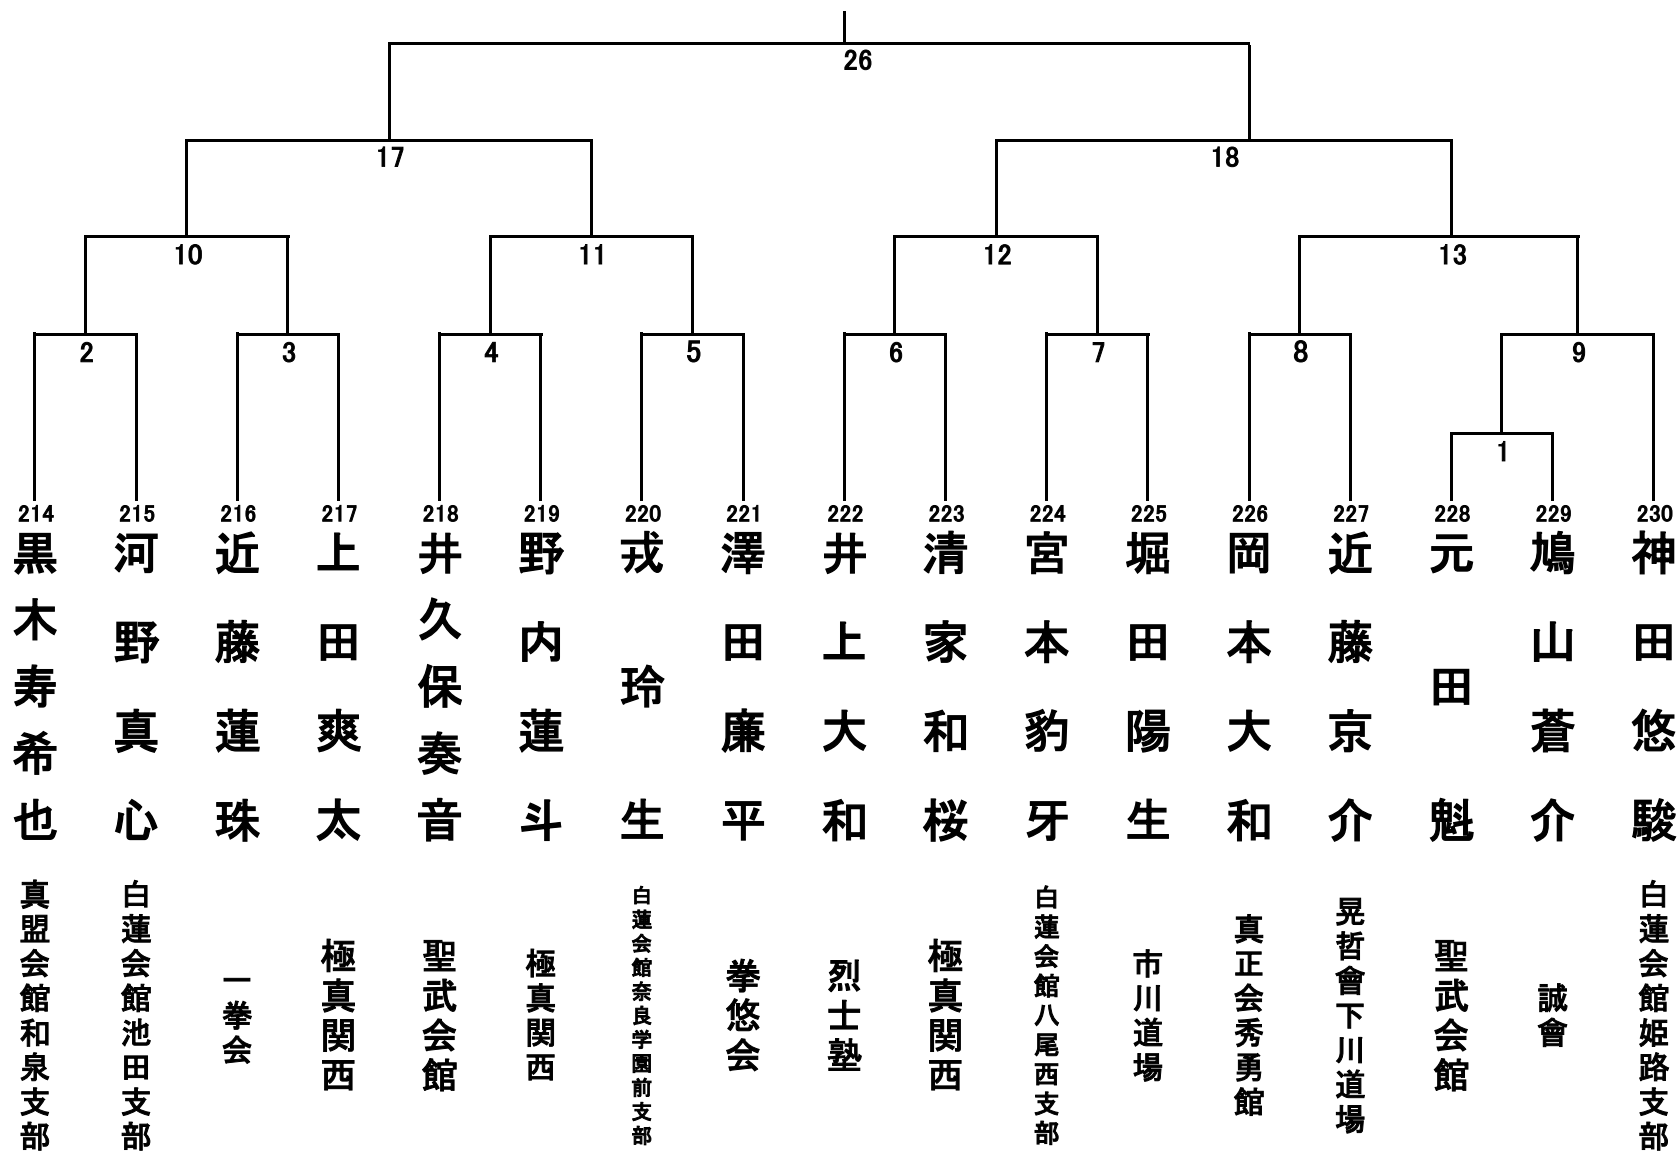 26
17
18
10
11
12
13
2
3
4
5
6
7
8
9
1
214
215
216
217
218
219
220
221
222
223
224
225
226
227
228
229
230
黒木寿希也
河野真心
近藤蓮珠
上田爽太
井久保奏音
野内蓮斗
戎玲生
澤田廉平
井上大和
清家和桜
宮本豹牙
堀田陽生
岡本大和
近藤京介
元田魁
鳩山蒼介
神田悠駿
真盟会館和泉支部
白蓮会館池田支部
一拳会
極真関西
聖武会館
極真関西
白蓮会館奈良学園前支部
拳悠会
烈士塾
極真関西
白蓮会館八尾西支部
市川道場
真正会秀勇館
晃哲會下川道場
聖武会館
誠會
白蓮会館姫路支部